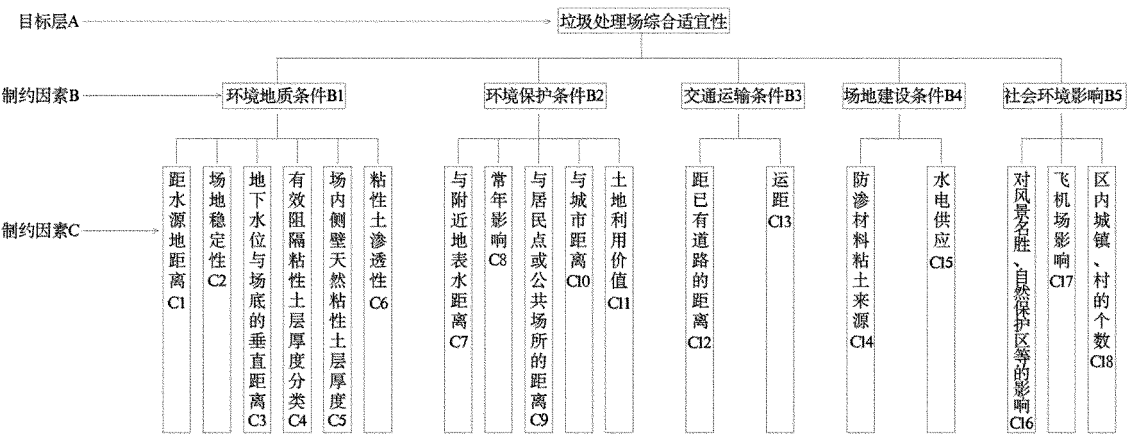 目标层A
垃圾处理场综合适宜性
制约因素B
环境地质条件B1
环境保护条件B2
交通运输条件B3
场地建设条件B4
社会环境影响B5
制约因素C
距水源地距离C1
场地稳定性C2
地下水位与场底的垂直距离C3
有效阻隔粘性土层厚度分类C4
场内侧壁天然粘性土层厚度C5
粘性土渗透性C6
与附近地表水距离C7
常年影响C8
与居民点或公共场所的距离C9
与城市距离C10
土地利用价值C11
距已有道路的距离C12
运距C13
防渗材料粘土来源C14
水电供应C15
对风景名胜、自然保护区等的影响C16
飞机场影响C17
区内城镇、村的个数C18